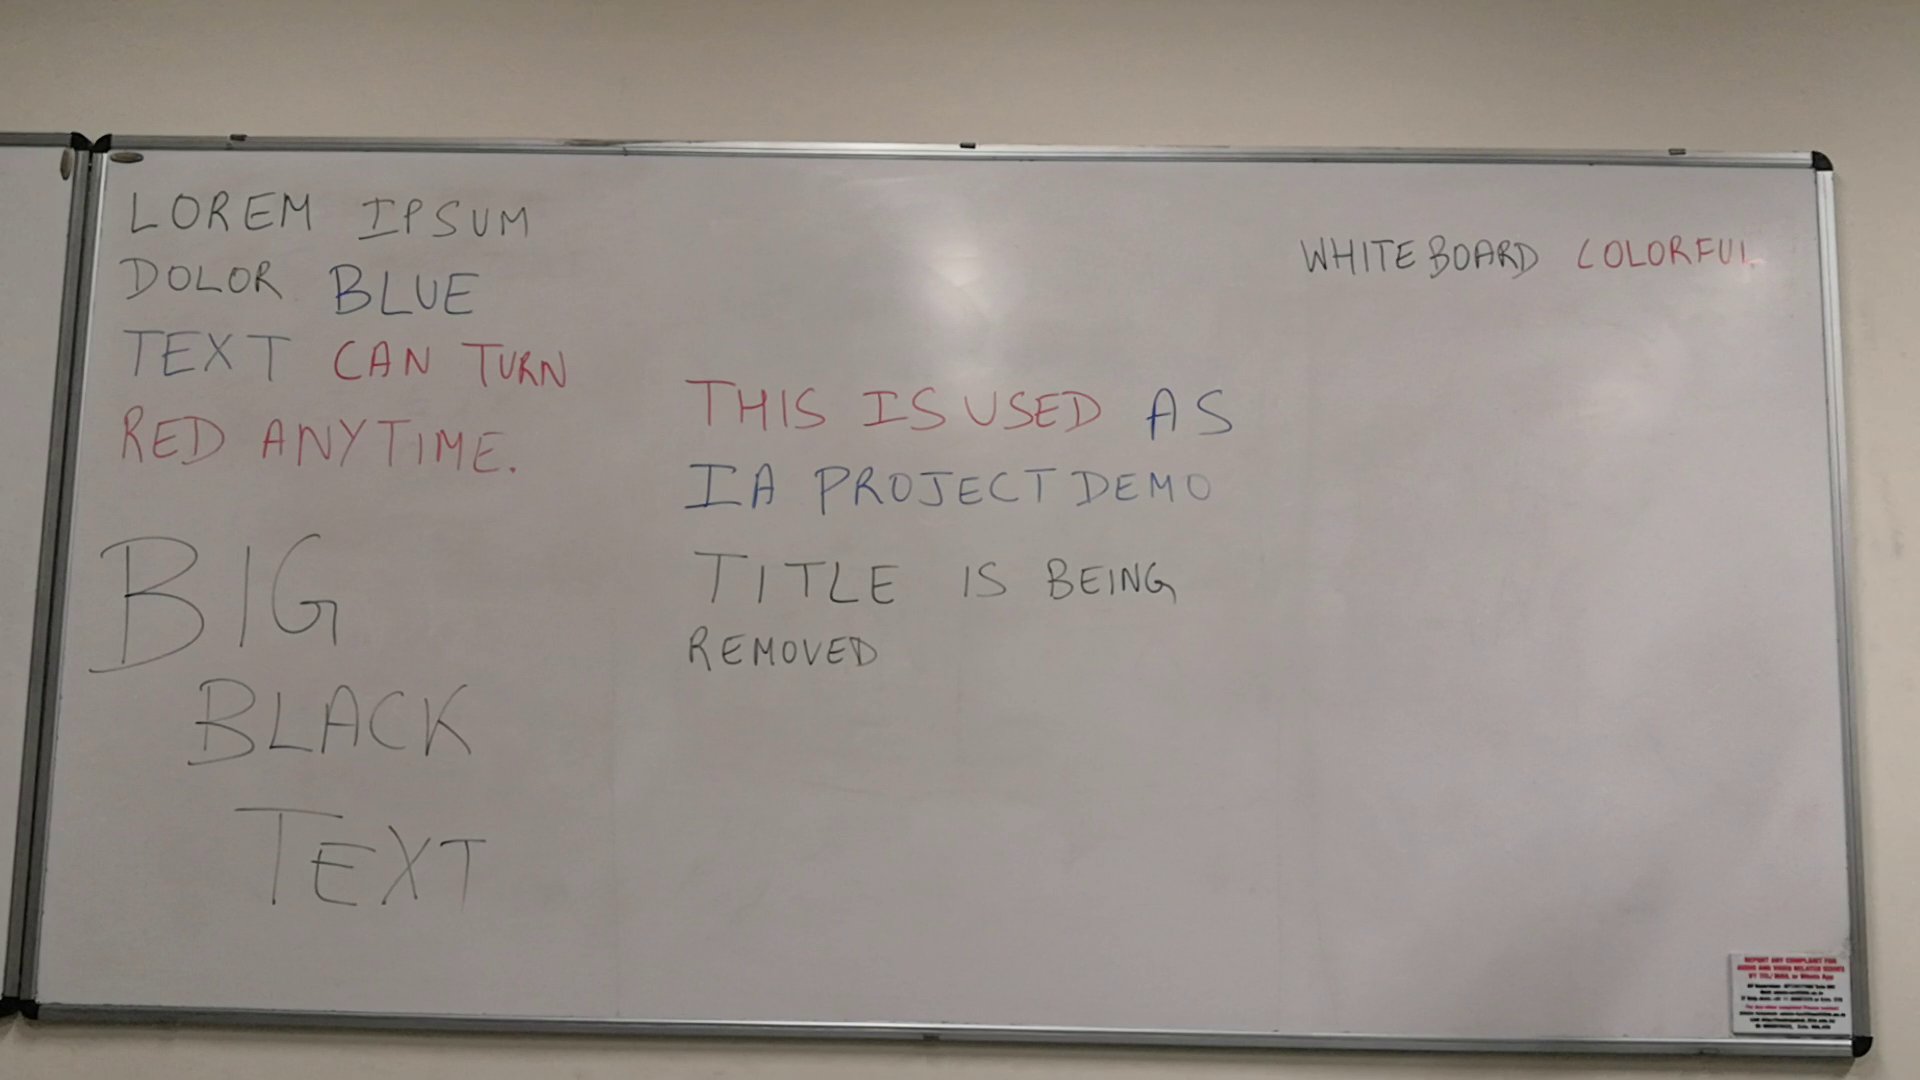 LOREM IPSUM
DOLOR BLUE
TEXT CAN TURN
RED ANYTIME.
BIG
BLACK
TEXT
THIS IS USED AS
IA PROJECT DEMO
TITLE IS BEING
REMOVED
WHITEBOARD COLORFUL
REPORT ANY COMPLAINT FOR
AUDIO AND VIDEO RELATED ISSUES